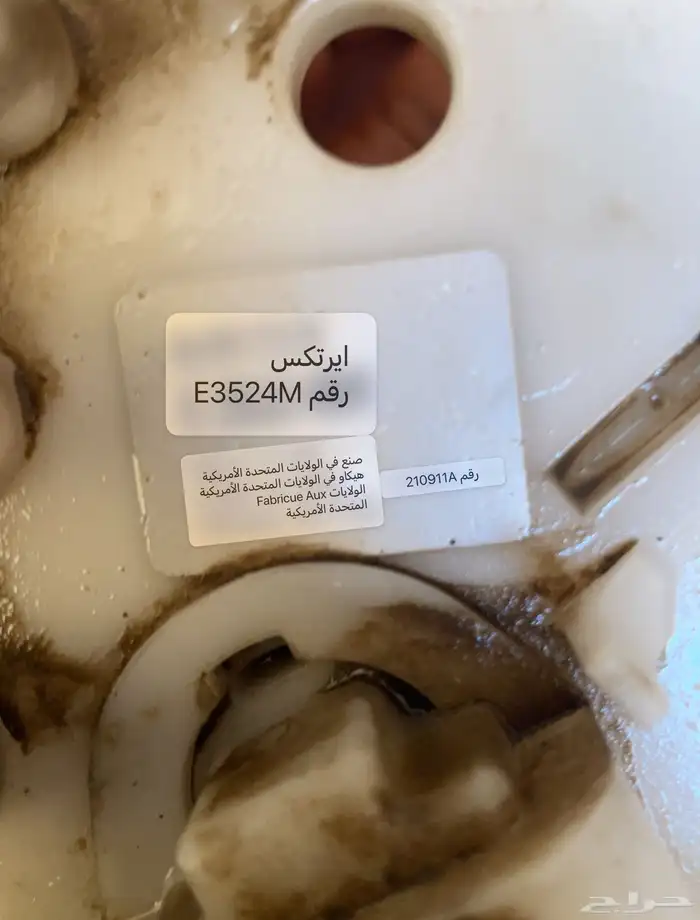 ايرتكس
رقم E3524M
صنع في الولايات المتحدة الأمريكية
هيكاو في الولايات المتحدة الأمريكية
الولايات Fabricue Aux
المتحدة الأمريكية
رقم 210911A
حراج